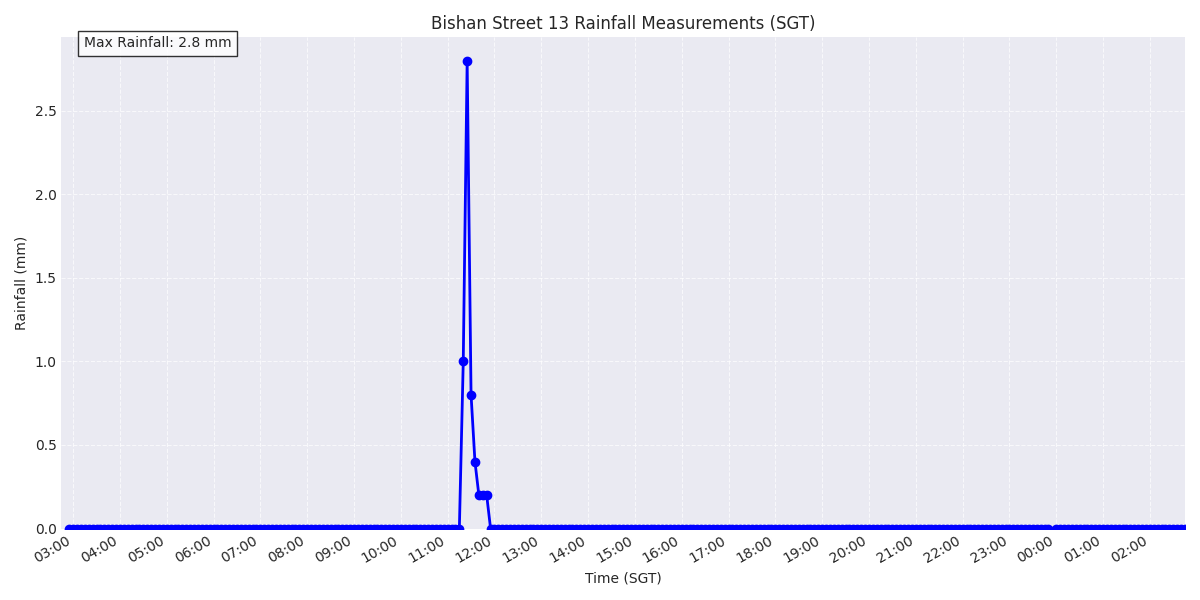 Bishan Street 13 Rainfall Measurements (SGT)
Max Rainfall: 2.8 mm
2.5
2.0
1.5
1.0
0.5
0.0
Rainfall (mm)
03:00 04:00 05:00 06:00 07:00 08:00 09:00 10:00 11:00 12:00 13:00 14:00 15:00 16:00 17:00 18:00 19:00 20:00 21:00 22:00 23:00 00:00 01:00 02:00
Time (SGT)